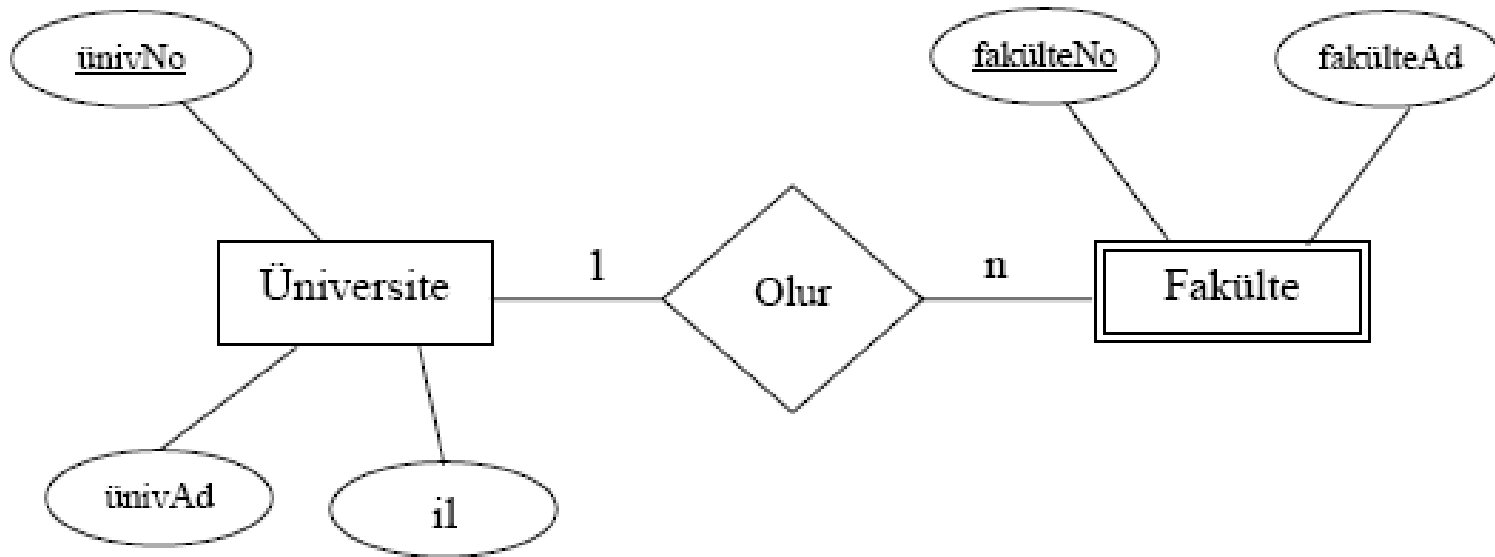 ünivNo
fakülteNo
fakülteAd
Üniversite
1
Olur
n
Fakülte
ünivAd
il